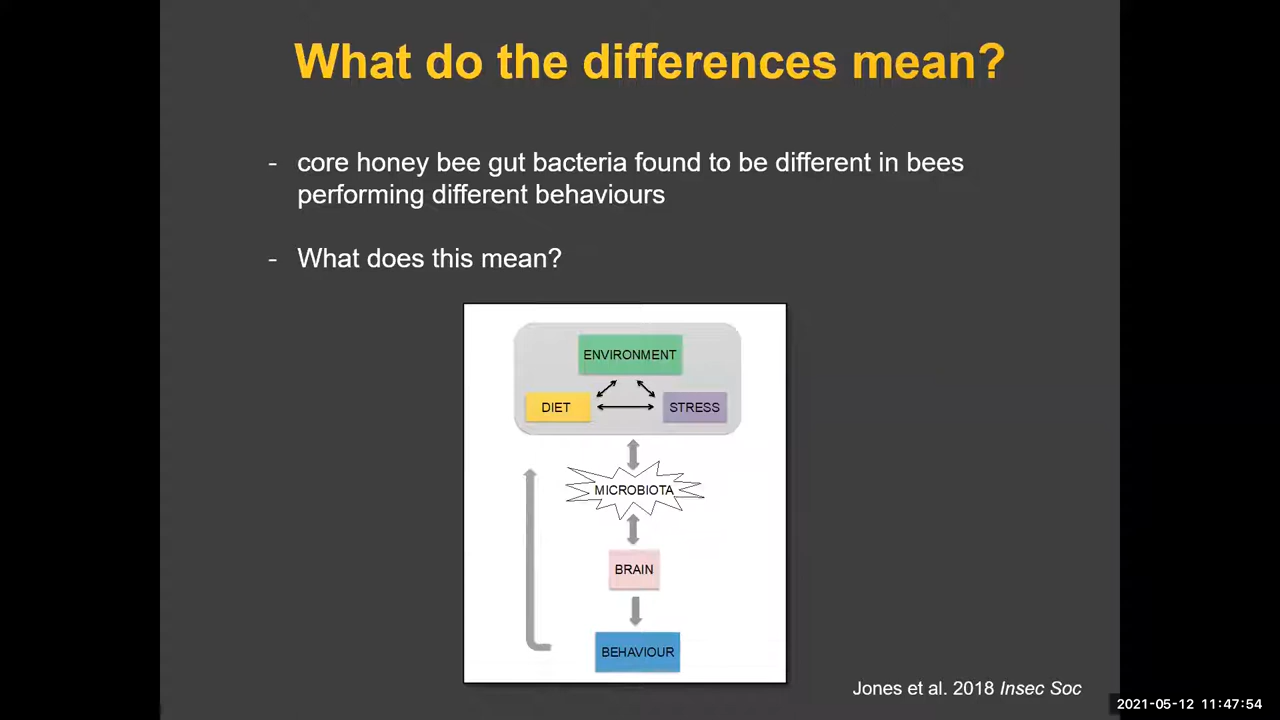 What do the differences mean?
- core honey bee gut bacteria found to be different in bees
performing different behaviours
- What does this mean?
ENVIRONMENT
DIET
STRESS
MICROBIOTA
BRAIN
BEHAVIOUR
Jones et al. 2018 Insec Soc
2021-05-12 11:47:54